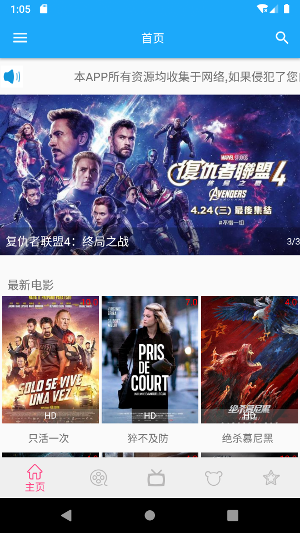 1:05
首页
本APP所有资源均收集于网络,如果侵犯了您
MARVEL STUDIOS
复仇者联盟4
AVENGERS
4.24 (三) 最後集結
#不惜一切
复仇者联盟4：终局之战
3/3
最新电影
SOLO SE VIVE
UNA VEZ
HD
PRIS
DE
COURT
HD
绝杀慕尼黑
HD
只活一次
猝不及防
绝杀慕尼黑
主页